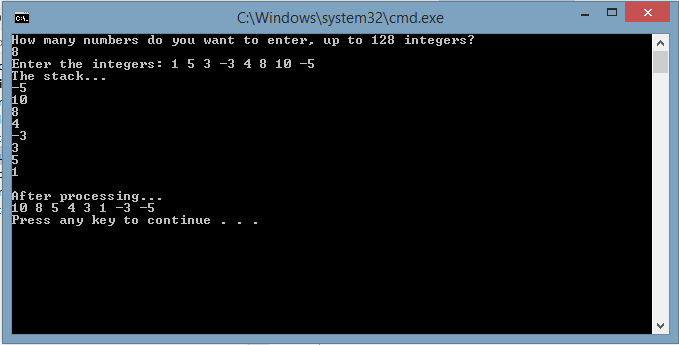 C:\Windows\system32\cmd.exe
How many numbers do you want to enter, up to 128 integers?
8
Enter the integers: 1 5 3 -3 4 8 10 -5
The stack...
-5
10
8
4
-3
3
5
1
After processing...
10 8 5 4 3 1 -3 -5
Press any key to continue . . .